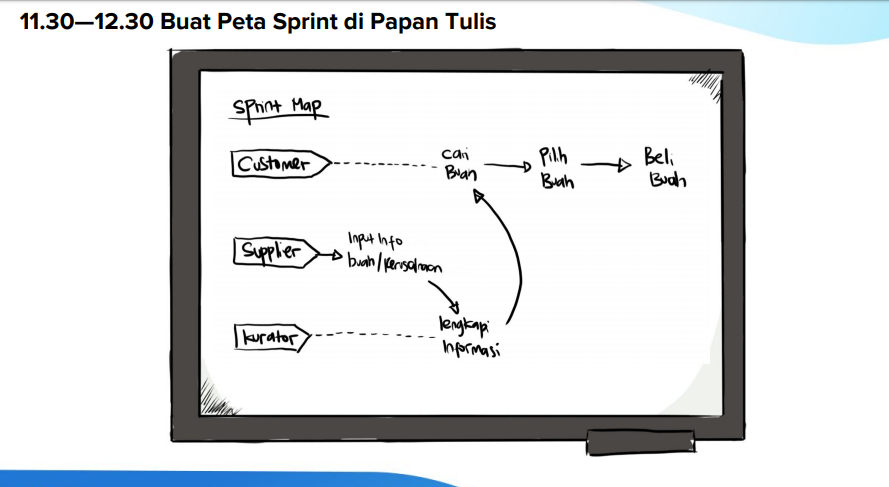 11.30—12.30 Buat Peta Sprint di Papan Tulis
Sprint Map
Customer
Cari
Buah
Pilih
Buah
Beli
Buah
Supplier
Input Info
buah/
kurator
lengkapi
Informasi